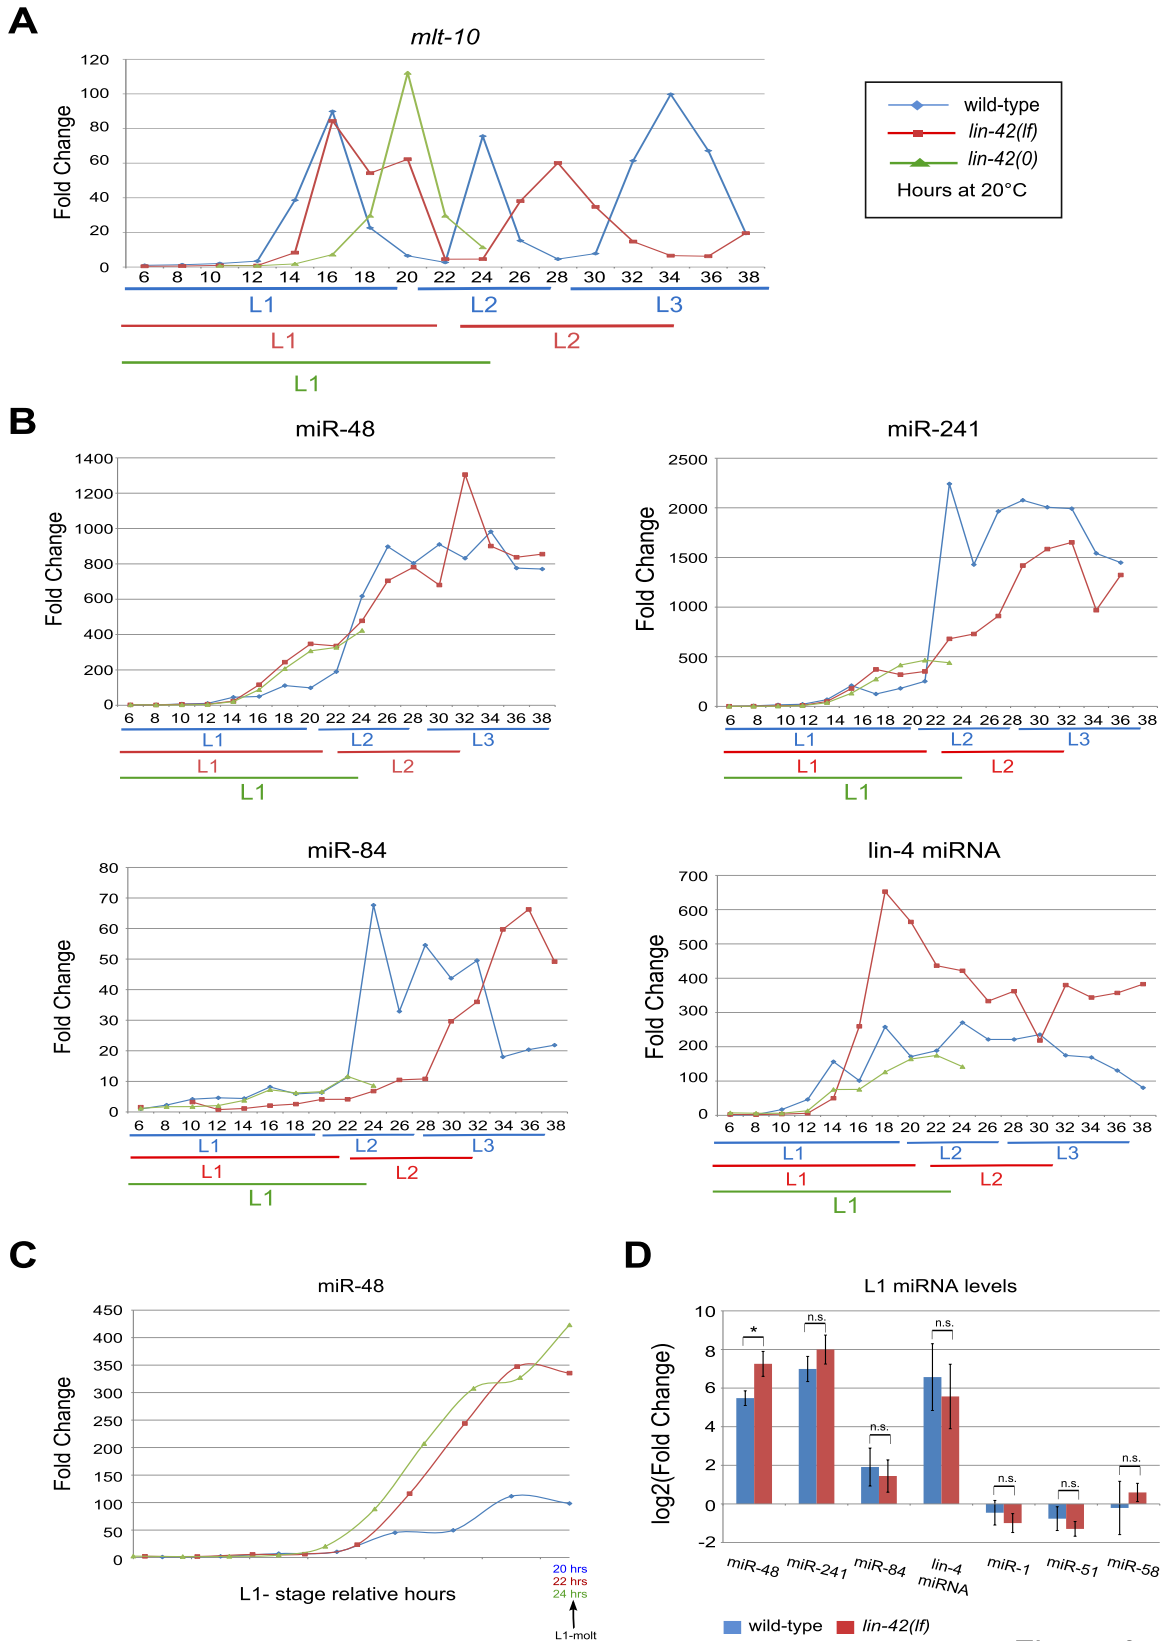 A
mlt-10
Fold Change
120
100
80
60
40
20
0
6 8 10 12 14 16 18 20 22 24 26 28 30 32 34 36 38
L1 L2 L3
L1 L2
L1
wild-type
lin-42(lf)
lin-42(0)
Hours at 20°C
B
miR-48
Fold Change
1400
1200
1000
800
600
400
200
0
6 8 10 12 14 16 18 20 22 24 26 28 30 32 34 36 38
L1 L2 L3
L1 L2
L1
miR-241
Fold Change
2500
2000
1500
1000
500
0
6 8 10 12 14 16 18 20 22 24 26 28 30 32 34 36 38
L1 L2 L3
L1 L2
L1
miR-84
Fold Change
80
70
60
50
40
30
20
10
0
6 8 10 12 14 16 18 20 22 24 26 28 30 32 34 36 38
L1 L2 L3
L1 L2
L1
lin-4 miRNA
Fold Change
700
600
500
400
300
200
100
0
6 8 10 12 14 16 18 20 22 24 26 28 30 32 34 36 38
L1 L2 L3
L1 L2
L1
C
miR-48
Fold Change
450
400
350
300
250
200
150
100
50
0
L1- stage relative hours
20 hrs
22 hrs
24 hrs
L1-molt
D
L1 miRNA levels
log2(Fold Change)
10
8
6
4
2
0
-2
* n.s. n.s. n.s. n.s. n.s. n.s.
miR-48 miR-241 miR-84 lin-4 miRNA miR-1 miR-51 miR-58
wild-type lin-42(lf)